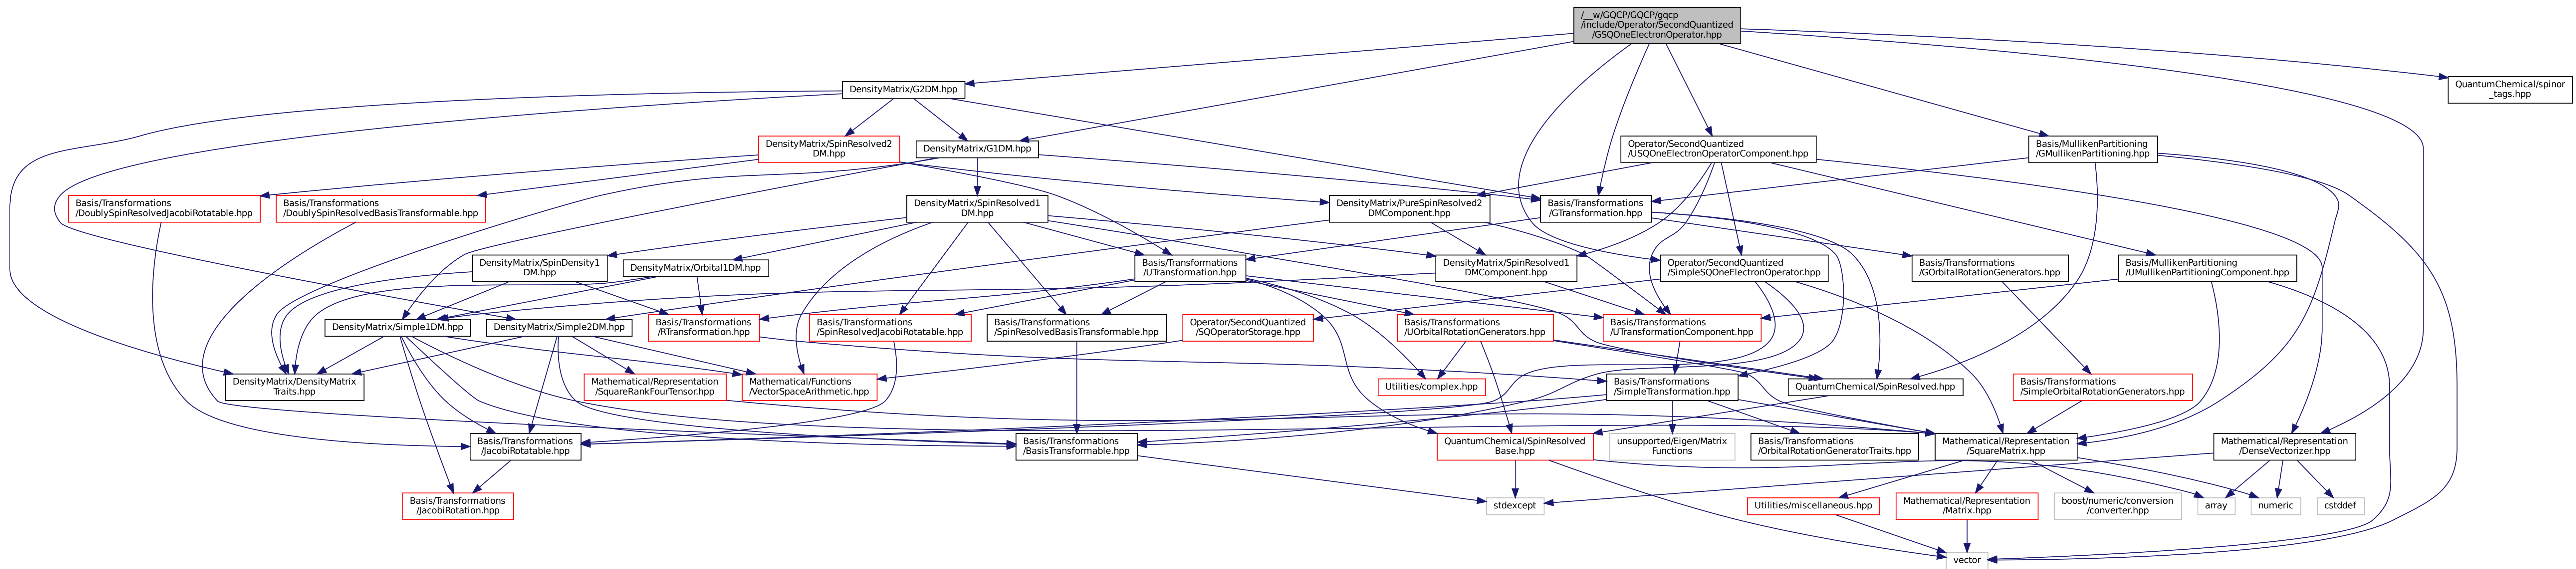 /__w/GQCP/GQCP/gqcp
/include/Operator/SecondQuantized
/GSQOneElectronOperator.hpp
DensityMatrix/G2DM.hpp
QuantumChemical/spinor
_tags.hpp
DensityMatrix/SpinResolved2
DM.hpp
DensityMatrix/G1DM.hpp
Operator/SecondQuantized
/USQOneElectronOperatorComponent.hpp
Basis/MullikenPartitioning
/GMullikenPartitioning.hpp
Basis/Transformations
/DoublySpinResolvedJacobiRotatable.hpp
Basis/Transformations
/DoublySpinResolvedBasisTransformable.hpp
DensityMatrix/SpinResolved1
DM.hpp
DensityMatrix/PureSpinResolved2
DMComponent.hpp
Basis/Transformations
/GTransformation.hpp
DensityMatrix/SpinDensity1
DM.hpp
DensityMatrix/Orbital1DM.hpp
Basis/Transformations
/UTransformation.hpp
DensityMatrix/SpinResolved1
DMComponent.hpp
Operator/SecondQuantized
/SimpleSQOneElectronOperator.hpp
Basis/Transformations
/GOrbitalRotationGenerators.hpp
Basis/MullikenPartitioning
/UMullikenPartitioningComponent.hpp
DensityMatrix/Simple1DM.hpp
DensityMatrix/Simple2DM.hpp
Basis/Transformations
/RTransformation.hpp
Basis/Transformations
/SpinResolvedJacobiRotatable.hpp
Basis/Transformations
/SpinResolvedBasisTransformable.hpp
Operator/SecondQuantized
/SQOperatorStorage.hpp
Basis/Transformations
/UOrbitalRotationGenerators.hpp
Basis/Transformations
/UTransformationComponent.hpp
DensityMatrix/DensityMatrix
Traits.hpp
Mathematical/Representation
/SquareRankFourTensor.hpp
Mathematical/Functions
/VectorSpaceArithmetic.hpp
Utilities/complex.hpp
Basis/Transformations
/SimpleTransformation.hpp
QuantumChemical/SpinResolved.hpp
Basis/Transformations
/SimpleOrbitalRotationGenerators.hpp
Basis/Transformations
/JacobiRotatable.hpp
Basis/Transformations
/BasisTransformable.hpp
QuantumChemical/SpinResolved
Base.hpp
unsupported/Eigen/Matrix
Functions
Basis/Transformations
/OrbitalRotationGeneratorTraits.hpp
Mathematical/Representation
/SquareMatrix.hpp
Mathematical/Representation
/DenseVectorizer.hpp
Basis/Transformations
/JacobiRotation.hpp
stdexcept
Utilities/miscellaneous.hpp
Mathematical/Representation
/Matrix.hpp
boost/numeric/conversion
/converter.hpp
array
numeric
cstddef
vector